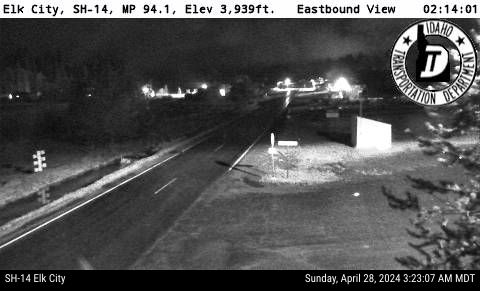 Elk City, SH-14, MP 94.1, Elev 3,939ft. Eastbound View 02:14:01
IDAHO
TRANSPORTATION DEPARTMENT
SH-14 Elk City Sunday, April 28, 2024 3:23:07 AM MDT